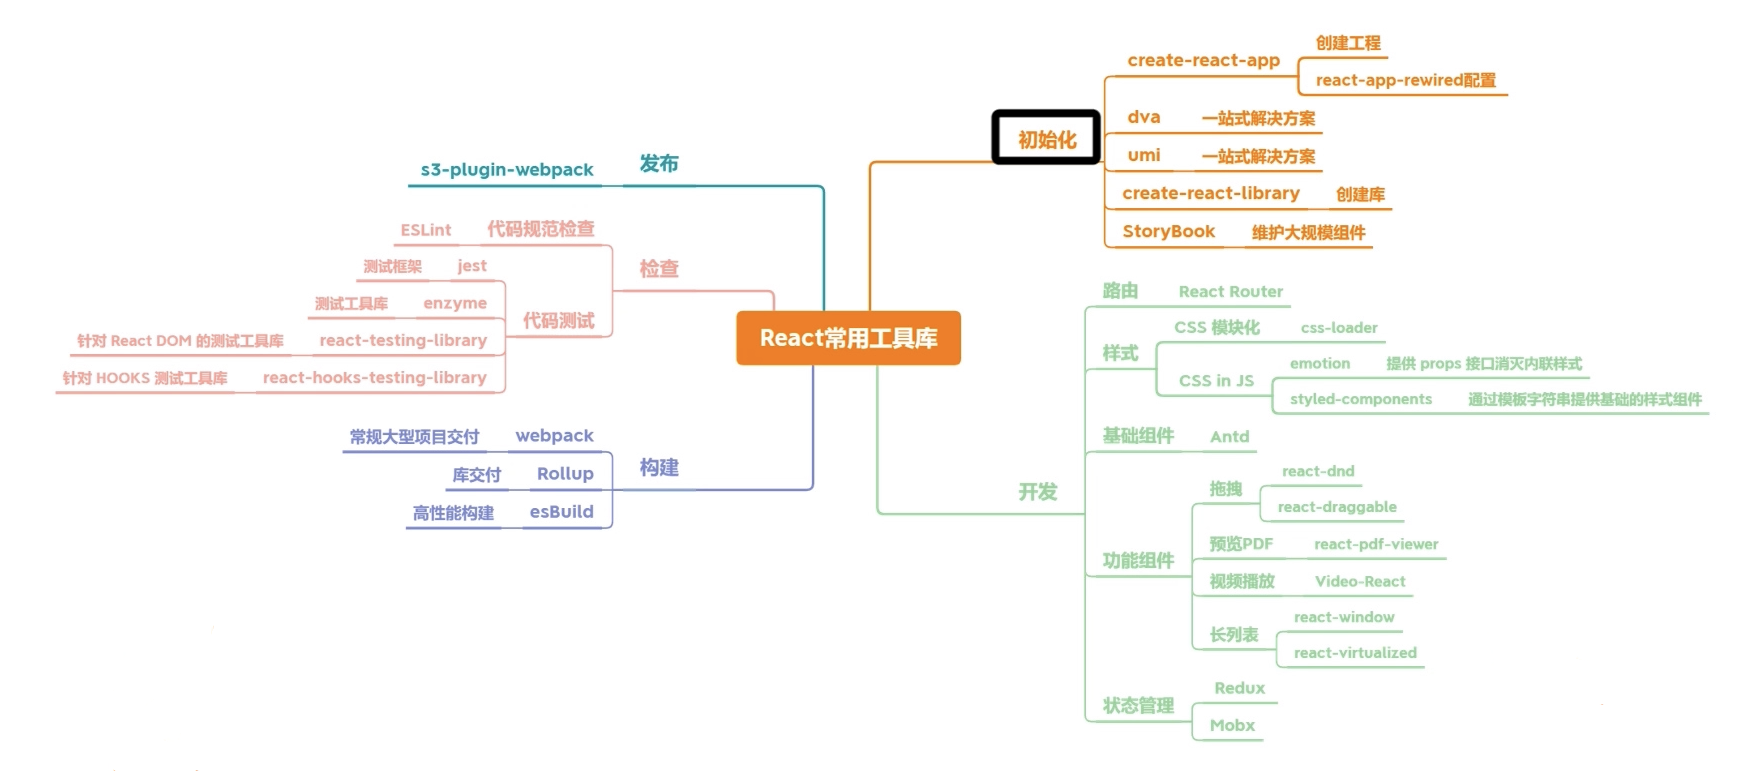 React常用工具库
初始化
create-react-app
创建工程
react-app-rewired配置
dva
一站式解决方案
umi
一站式解决方案
create-react-library
创建库
StoryBook
维护大规模组件
开发
路由
React Router
样式
CSS 模块化
css-loader
CSS in JS
emotion
提供 props 接口消灭内联样式
styled-components
通过模板字符串提供基础的样式组件
基础组件
Antd
功能组件
拖拽
react-dnd
react-draggable
预览PDF
react-pdf-viewer
视频播放
Video-React
长列表
react-window
react-virtualized
状态管理
Redux
Mobx
发布
s3-plugin-webpack
检查
代码规范检查
ESLint
代码测试
jest
测试框架
enzyme
测试工具库
react-testing-library
针对 React DOM 的测试工具库
react-hooks-testing-library
针对 HOOKS 测试工具库
构建
webpack
常规大型项目交付
Rollup
库交付
esBuild
高性能构建